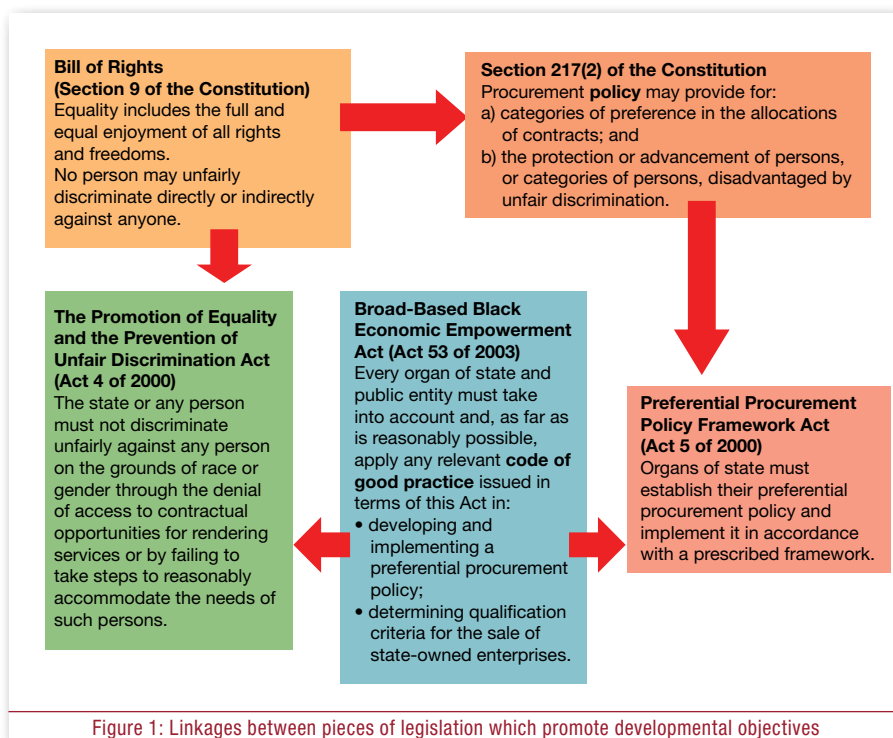 Bill of Rights
(Section 9 of the Constitution)
Equality includes the full and
equal enjoyment of all rights
and freedoms.
No person may unfairly
discriminate directly or indirectly
against anyone.
Section 217(2) of the Constitution
Procurement policy may provide for:
a) categories of preference in the allocations
of contracts; and
b) the protection or advancement of persons,
or categories of persons, disadvantaged by
unfair discrimination.
The Promotion of Equality
and the Prevention of
Unfair Discrimination Act
(Act 4 of 2000)
The state or any person
must not discriminate
unfairly against any person
on the grounds of race or
gender through the denial
of access to contractual
opportunities for rendering
services or by failing to
take steps to reasonably
accommodate the needs of
such persons.
Broad-Based Black
Economic Empowerment
Act (Act 53 of 2003)
Every organ of state and
public entity must take
into account and, as far as
is reasonably possible,
apply any relevant code of
good practice issued in
terms of this Act in:
• developing and
implementing a
preferential procurement
policy;
• determining qualification
criteria for the sale of
state-owned enterprises.
Preferential Procurement
Policy Framework Act
(Act 5 of 2000)
Organs of state must
establish their preferential
procurement policy and
implement it in accordance
with a prescribed framework.
Figure 1: Linkages between pieces of legislation which promote developmental objectives